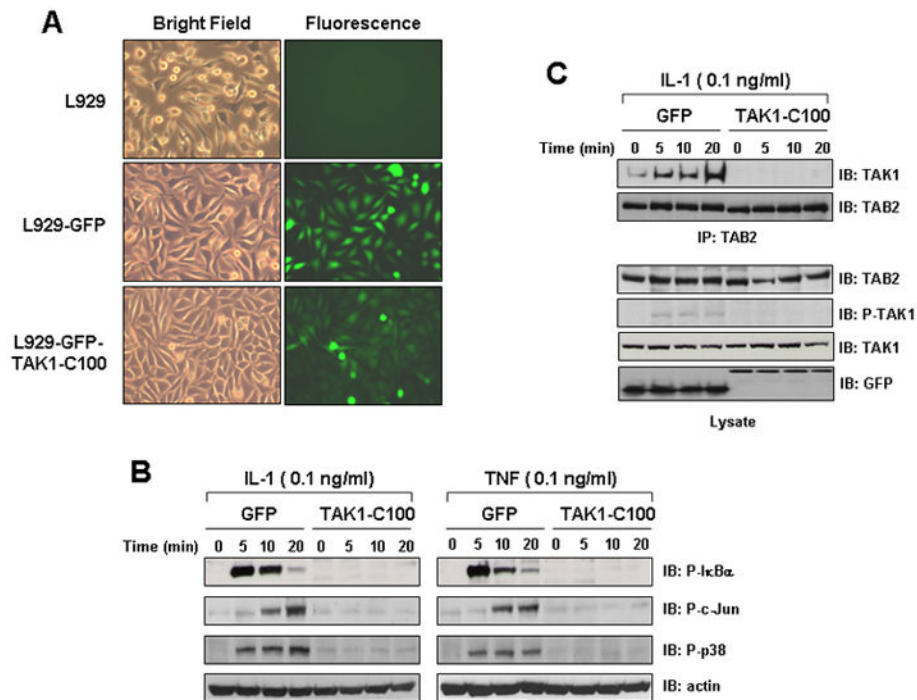 A
Bright Field Fluorescence
L929
L929-GFP
L929-GFP-
TAK1-C100
C
IL-1 ( 0.1 ng/ml)
GFP TAK1-C100
Time (min) 0 5 10 20 0 5 10 20
IB: TAK1
IB: TAB2
IP: TAB2
IB: TAB2
IB: P-TAK1
IB: TAK1
IB: GFP
Lysate
B
IL-1 ( 0.1 ng/ml) TNF ( 0.1 ng/ml)
GFP TAK1-C100 GFP TAK1-C100
Time (min) 0 5 10 20 0 5 10 20 0 5 10 20 0 5 10 20
IB: P-IκBα
IB: P-c-Jun
IB: P-p38
IB: actin